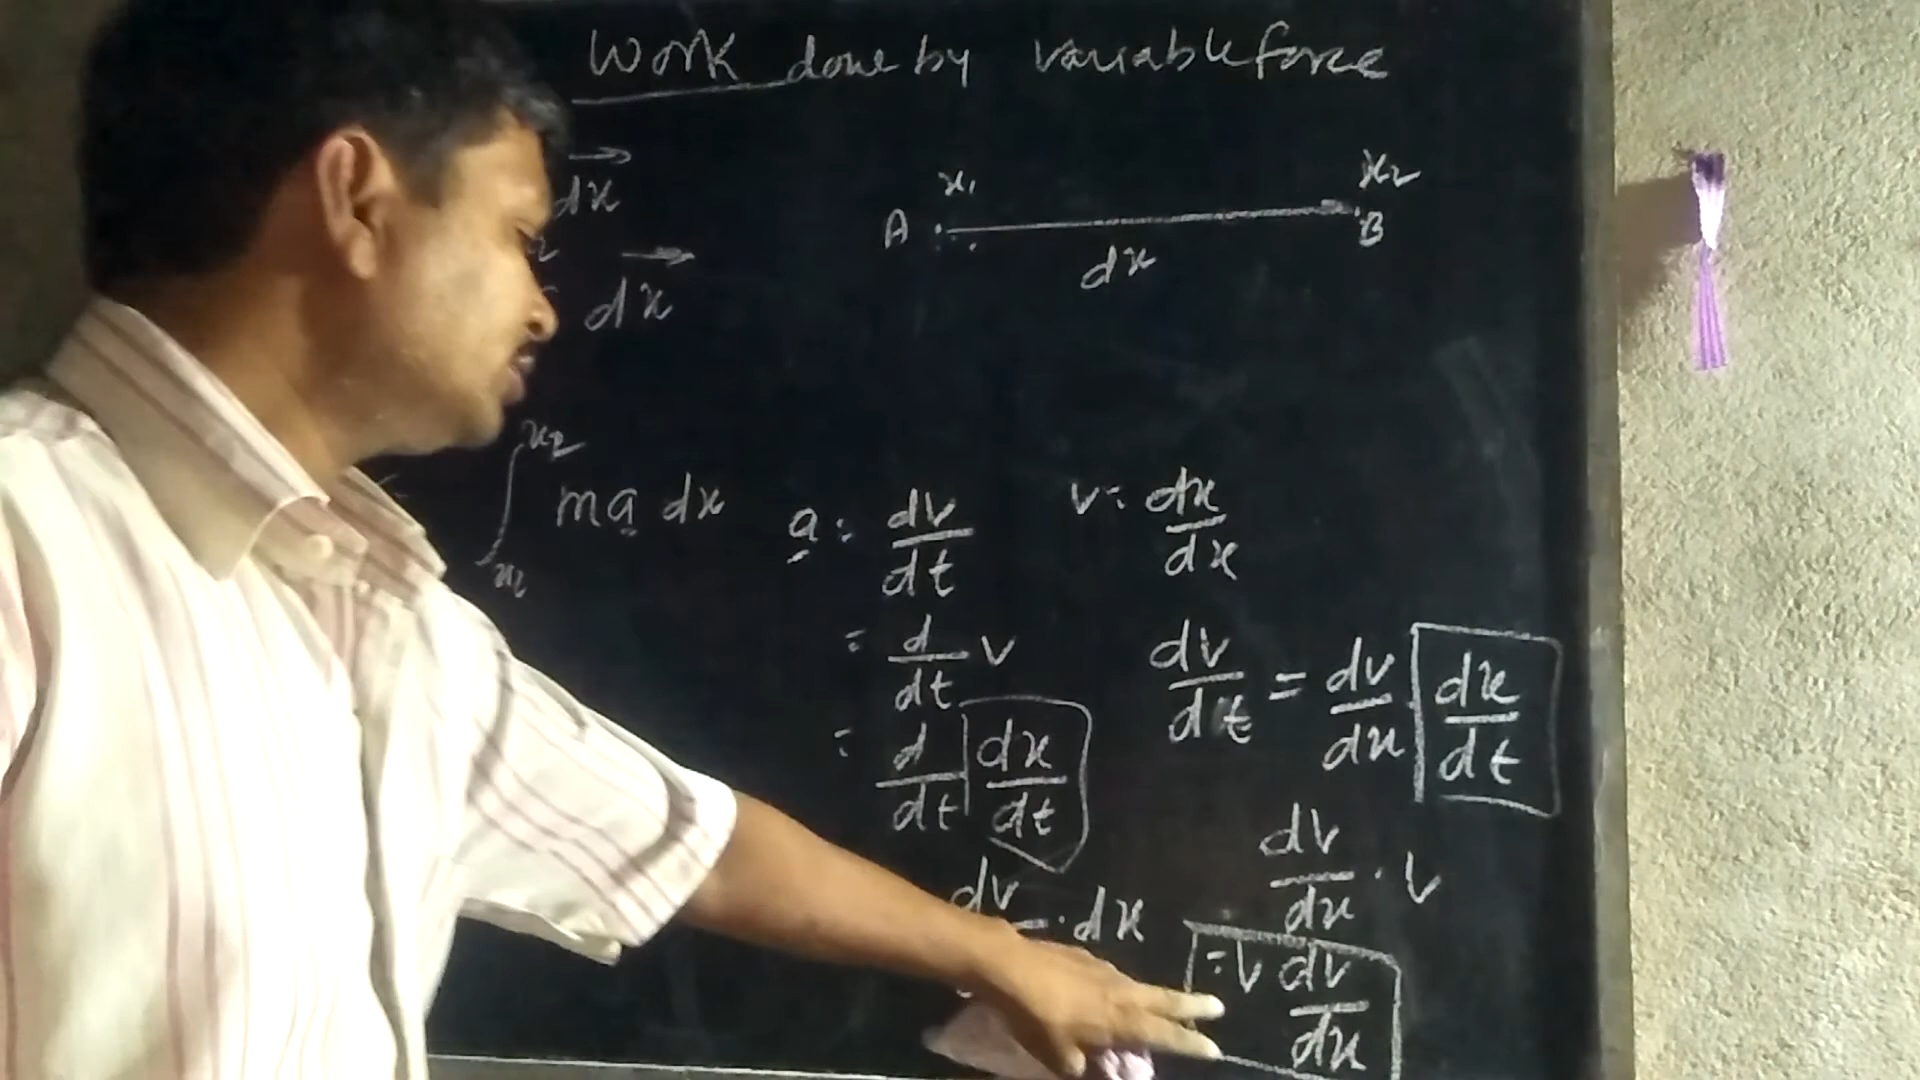 Work done by variable force
dx
x1 x2
A B
dx
dx
x2
∫ ma dx
x1
a = dv/dt
v = dx/dx
= d/dt v
dv/dt = dv/dx dx/dt
= d/dt dx/dt
dv/dx . v
dv . dx
= v dv/dx